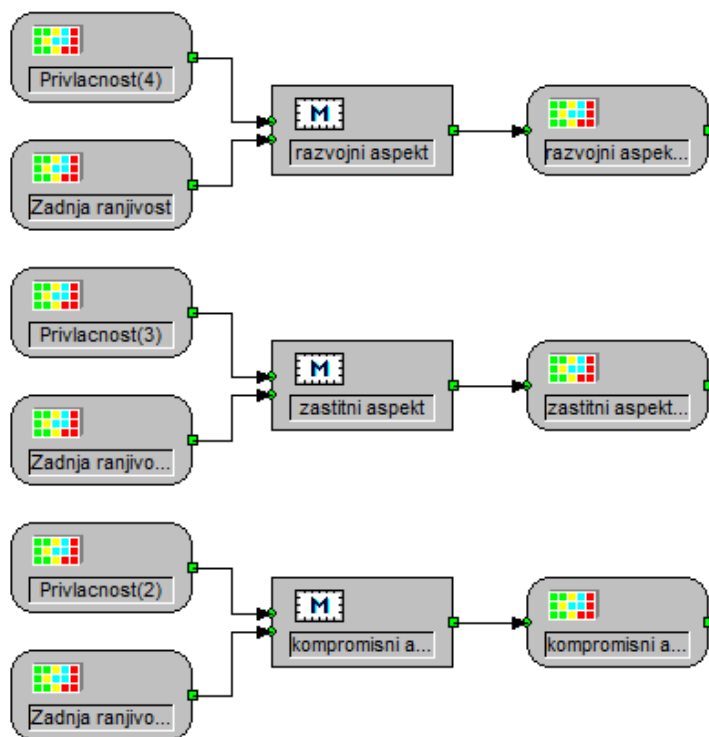 Privlacnost(4)
M
razvojni aspekt
razvojni aspek...
Zadnja ranjivost
Privlacnost(3)
M
zastitni aspekt
zastitni aspekt...
Zadnja ranjivo...
Privlacnost(2)
M
kompromisni a...
kompromisni a...
Zadnja ranjivo...